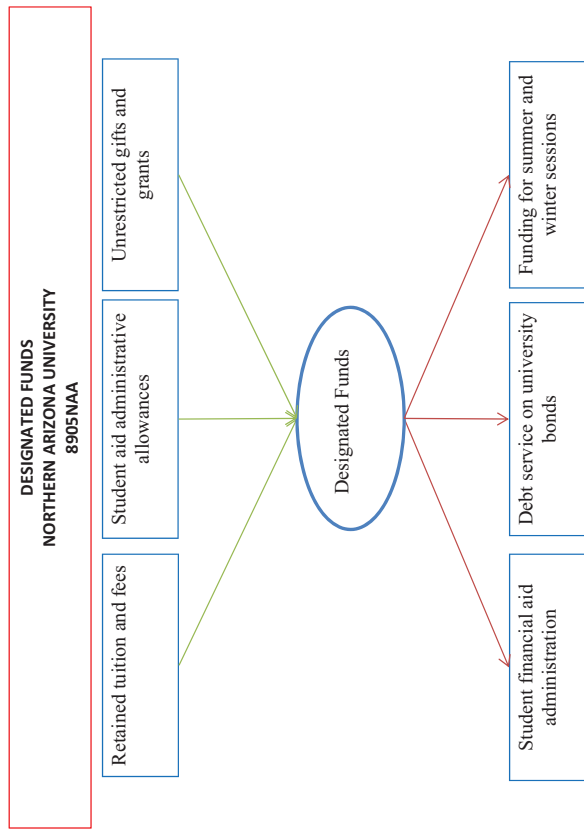 DESIGNATED FUNDS
NORTHERN ARIZONA UNIVERSITY
8905NAA
Retained tuition and fees
Student aid administrative
allowances
Unrestricted gifts and
grants
Designated Funds
Student financial aid
administration
Debt service on university
bonds
Funding for summer and
winter sessions